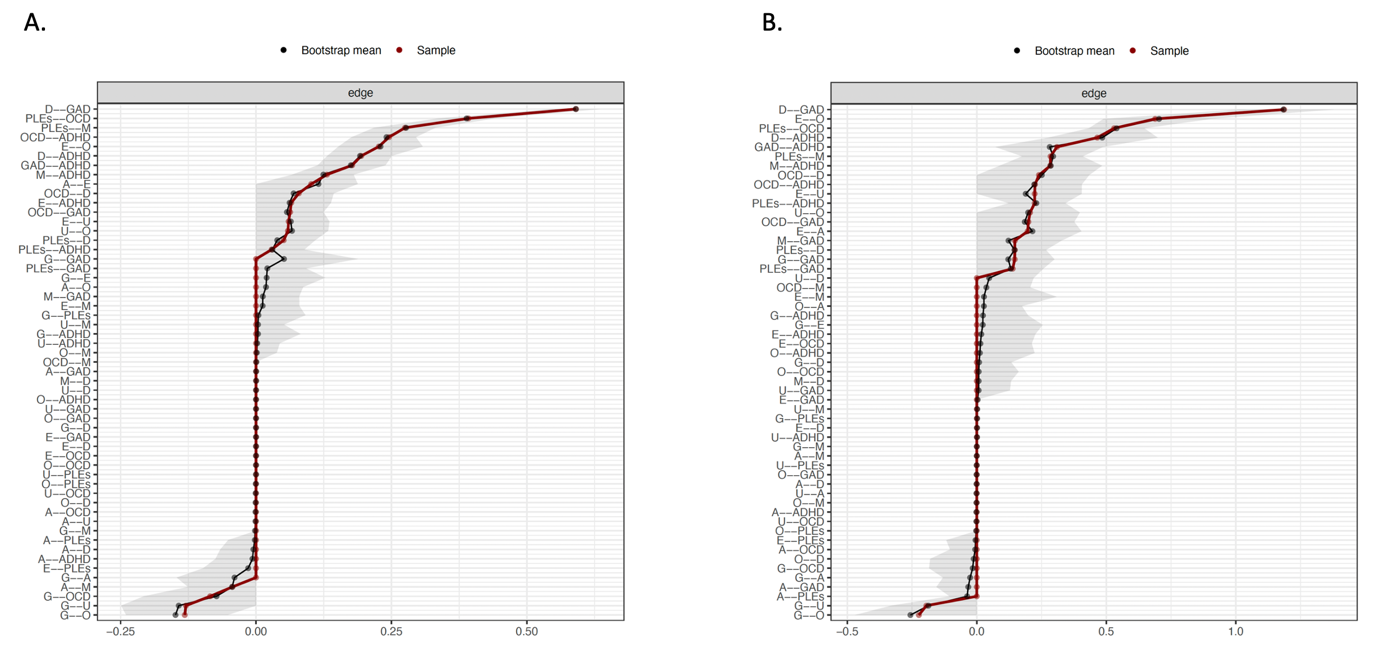 A.
Bootstrap mean Sample
edge
D--GAD
PLEs--OCD
PLEs--M
OCD--ADHD
E--O
D--ADHD
GAD--ADHD
M--ADHD
A--E
OCD--D
E--ADHD
OCD--GAD
E--U
U--O
PLEs--D
PLEs--ADHD
G--GAD
PLEs--GAD
G--E
A--O
M--GAD
E--M
G--PLEs
U--M
G--ADHD
U--ADHD
O--M
OCD--M
A--GAD
M--D
U--D
O--ADHD
U--GAD
O--GAD
G--D
E--GAD
E--D
E--OCD
O--OCD
U--PLEs
O--PLEs
U--OCD
O--D
A--OCD
A--U
G--M
A--PLEs
A--D
A--ADHD
E--PLEs
G--A
A--M
G--OCD
G--U
G--O
−0.25 0.00 0.25 0.50
B.
Bootstrap mean Sample
edge
D--GAD
E--O
PLEs--OCD
D--ADHD
GAD--ADHD
PLEs--M
M--ADHD
OCD--D
OCD--ADHD
E--U
PLEs--ADHD
U--O
OCD--GAD
E--A
M--GAD
PLEs--D
G--GAD
PLEs--GAD
U--D
OCD--M
E--M
O--A
G--ADHD
G--E
E--ADHD
E--OCD
O--ADHD
G--D
O--OCD
M--D
U--GAD
E--GAD
U--M
G--PLEs
E--D
U--ADHD
G--M
A--M
U--PLEs
O--GAD
A--D
U--A
O--M
A--ADHD
U--OCD
O--PLEs
E--PLEs
A--OCD
O--D
G--OCD
G--A
A--GAD
A--PLEs
G--U
G--O
−0.5 0.0 0.5 1.0